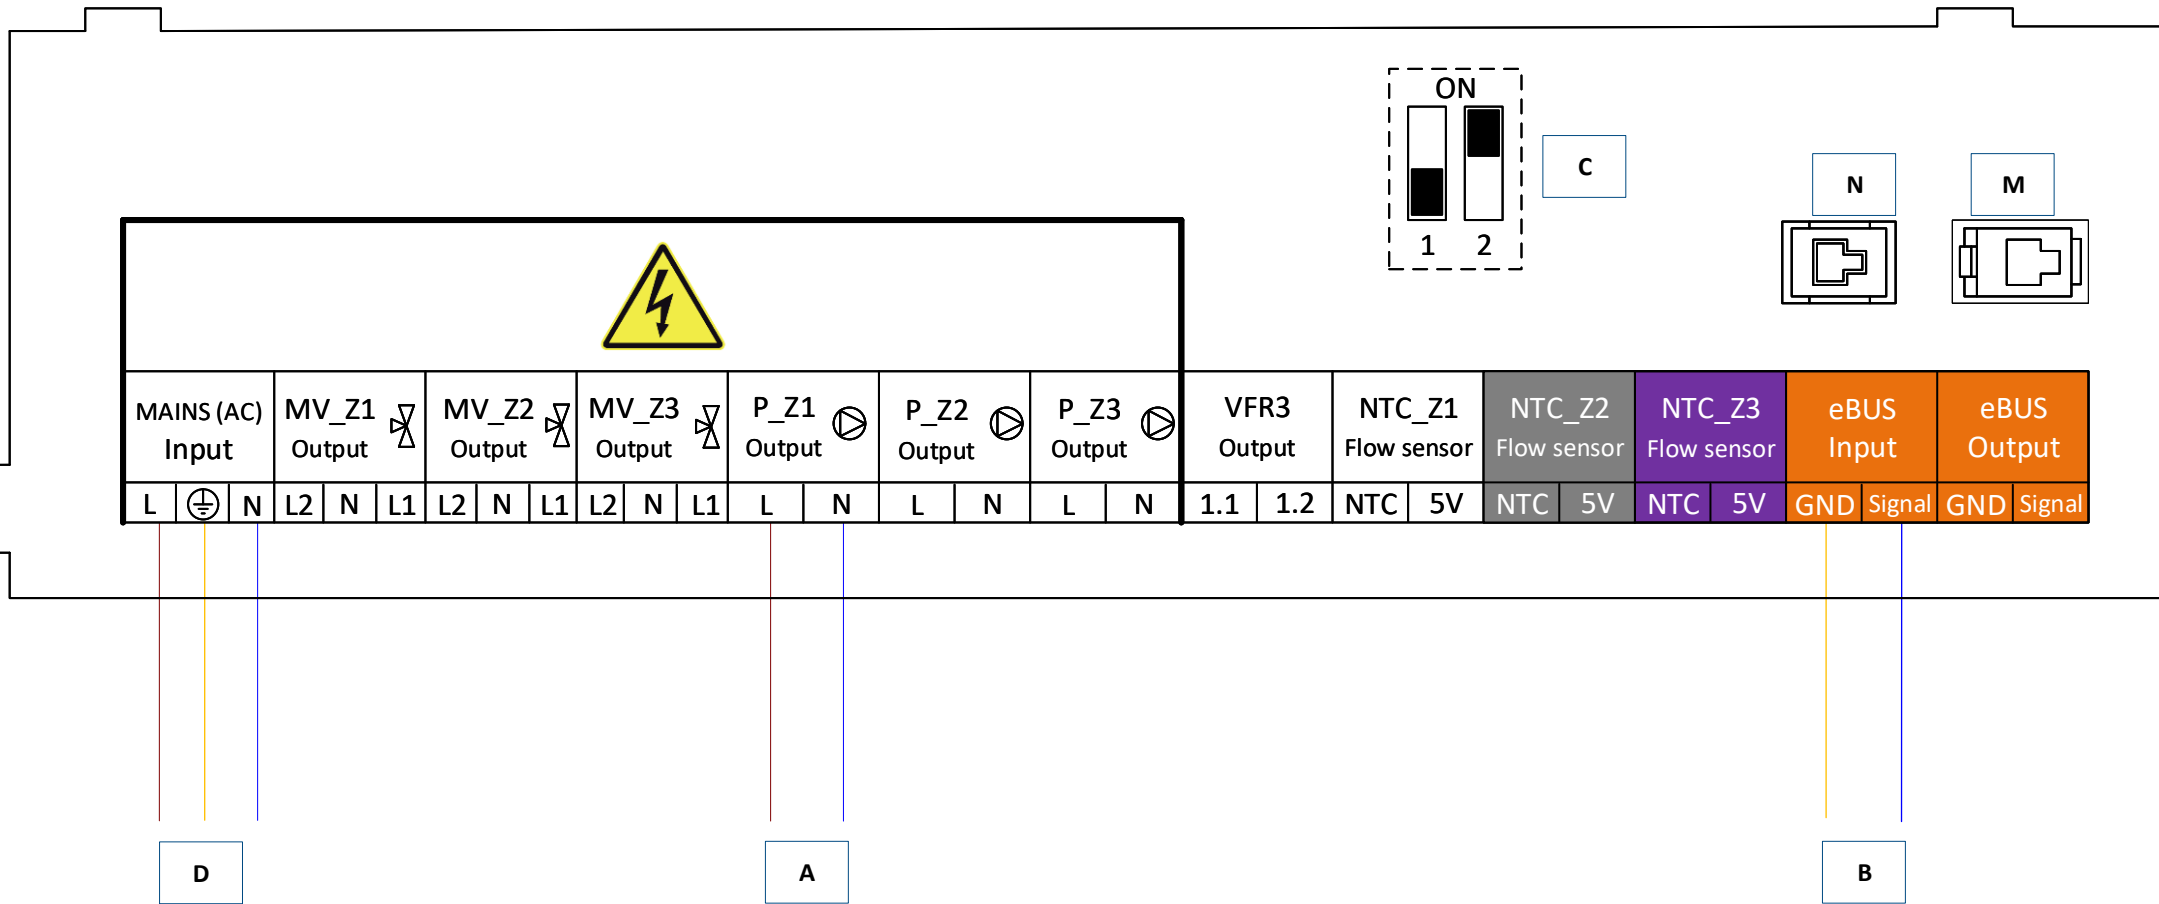 ON
1 2
C
N
M
MAINS (AC)
Input
MV_Z1
Output
MV_Z2
Output
MV_Z3
Output
P_Z1
Output
P_Z2
Output
P_Z3
Output
VFR3
Output
NTC_Z1
Flow sensor
NTC_Z2
Flow sensor
NTC_Z3
Flow sensor
eBUS
Input
eBUS
Output
L N L2 N L1 L2 N L1 L2 N L1 L N L N L N 1.1 1.2 NTC 5V NTC 5V NTC 5V GND Signal GND Signal
D
A
B